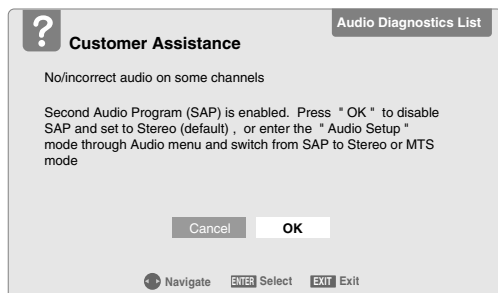 ?
Audio Diagnostics List
Customer Assistance
No/incorrect audio on some channels
Second Audio Program (SAP) is enabled. Press " OK " to disable
SAP and set to Stereo (default) , or enter the " Audio Setup "
mode through Audio menu and switch from SAP to Stereo or MTS
mode
Cancel OK
Navigate ENTER Select EXIT Exit